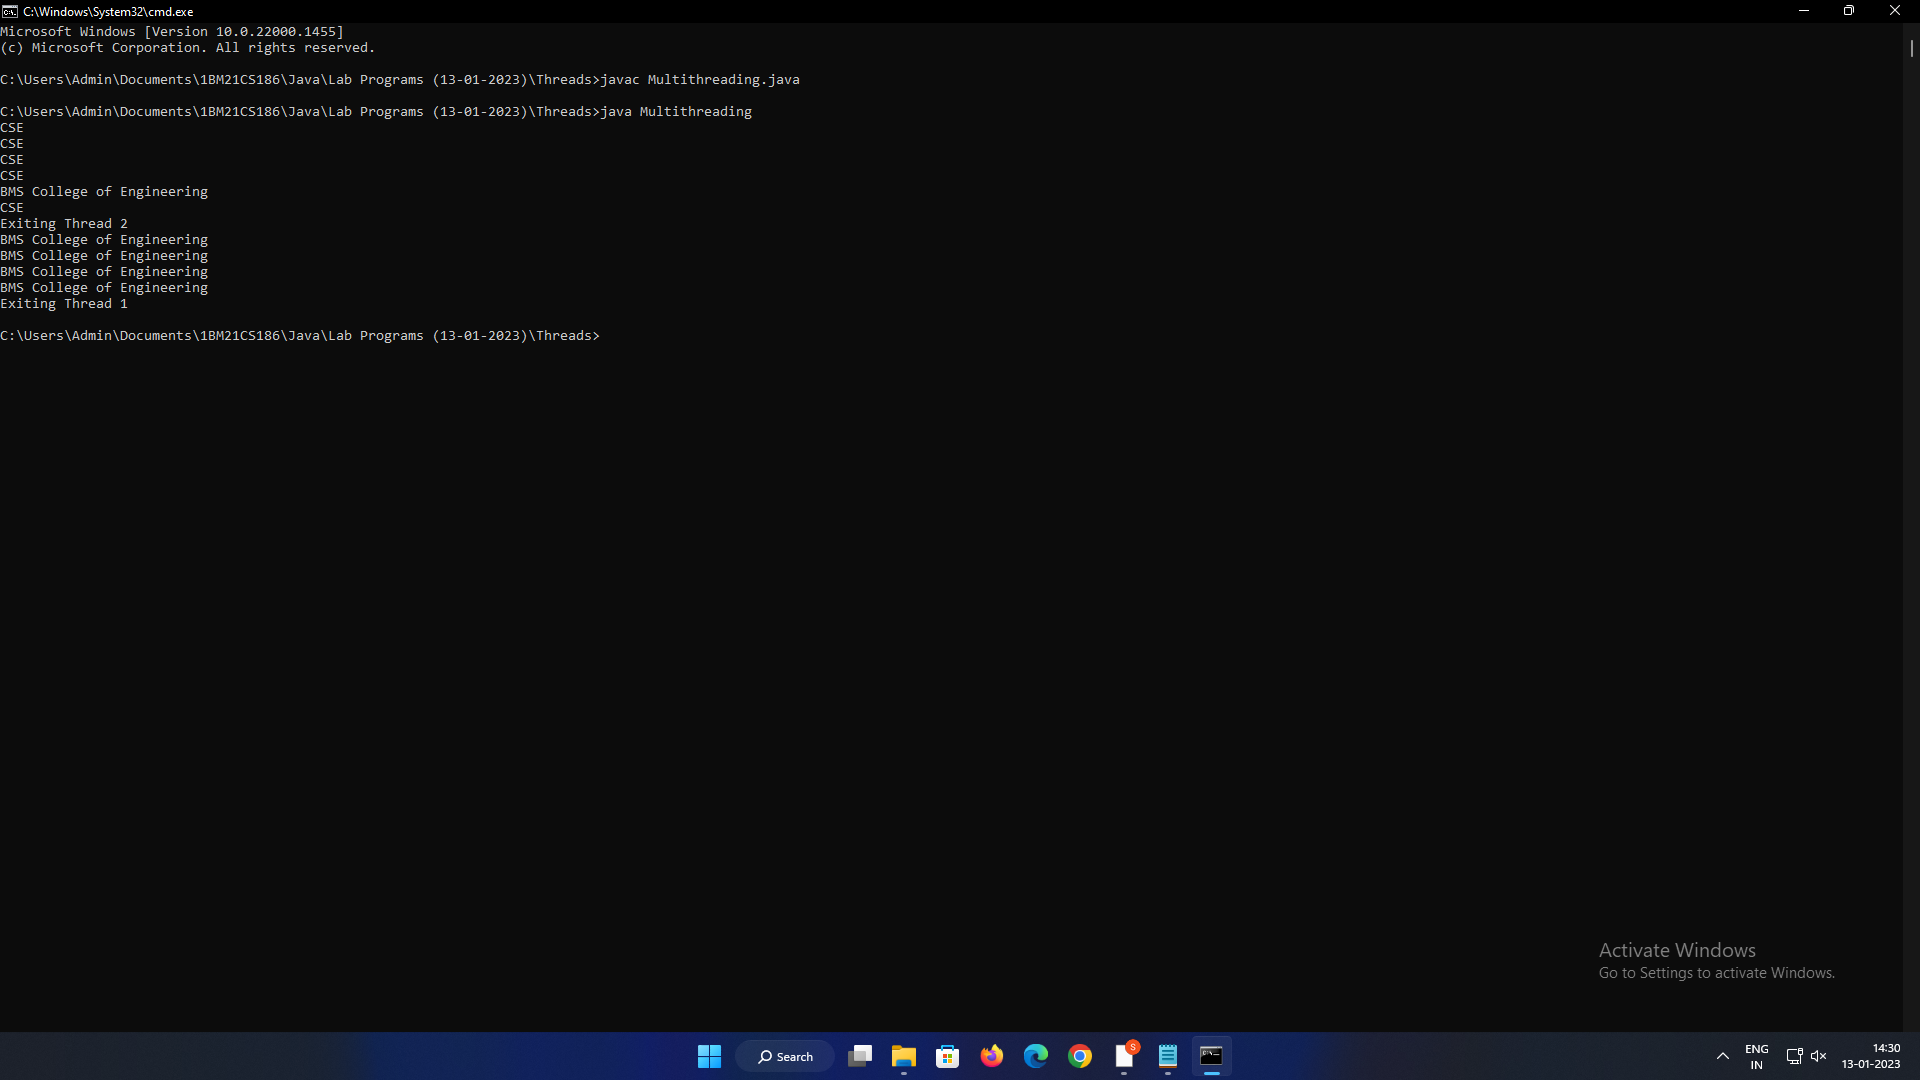 C:\Windows\System32\cmd.exe
Microsoft Windows [Version 10.0.22000.1455]
(c) Microsoft Corporation. All rights reserved.
C:\Users\Admin\Documents\1BM21CS186\Java\Lab Programs (13-01-2023)\Threads>javac Multithreading.java
C:\Users\Admin\Documents\1BM21CS186\Java\Lab Programs (13-01-2023)\Threads>java Multithreading
CSE
CSE
CSE
CSE
BMS College of Engineering
CSE
Exiting Thread 2
BMS College of Engineering
BMS College of Engineering
BMS College of Engineering
BMS College of Engineering
Exiting Thread 1
C:\Users\Admin\Documents\1BM21CS186\Java\Lab Programs (13-01-2023)\Threads>
Activate Windows
Go to Settings to activate Windows.
Search
S
ENG
IN
14:30
13-01-2023